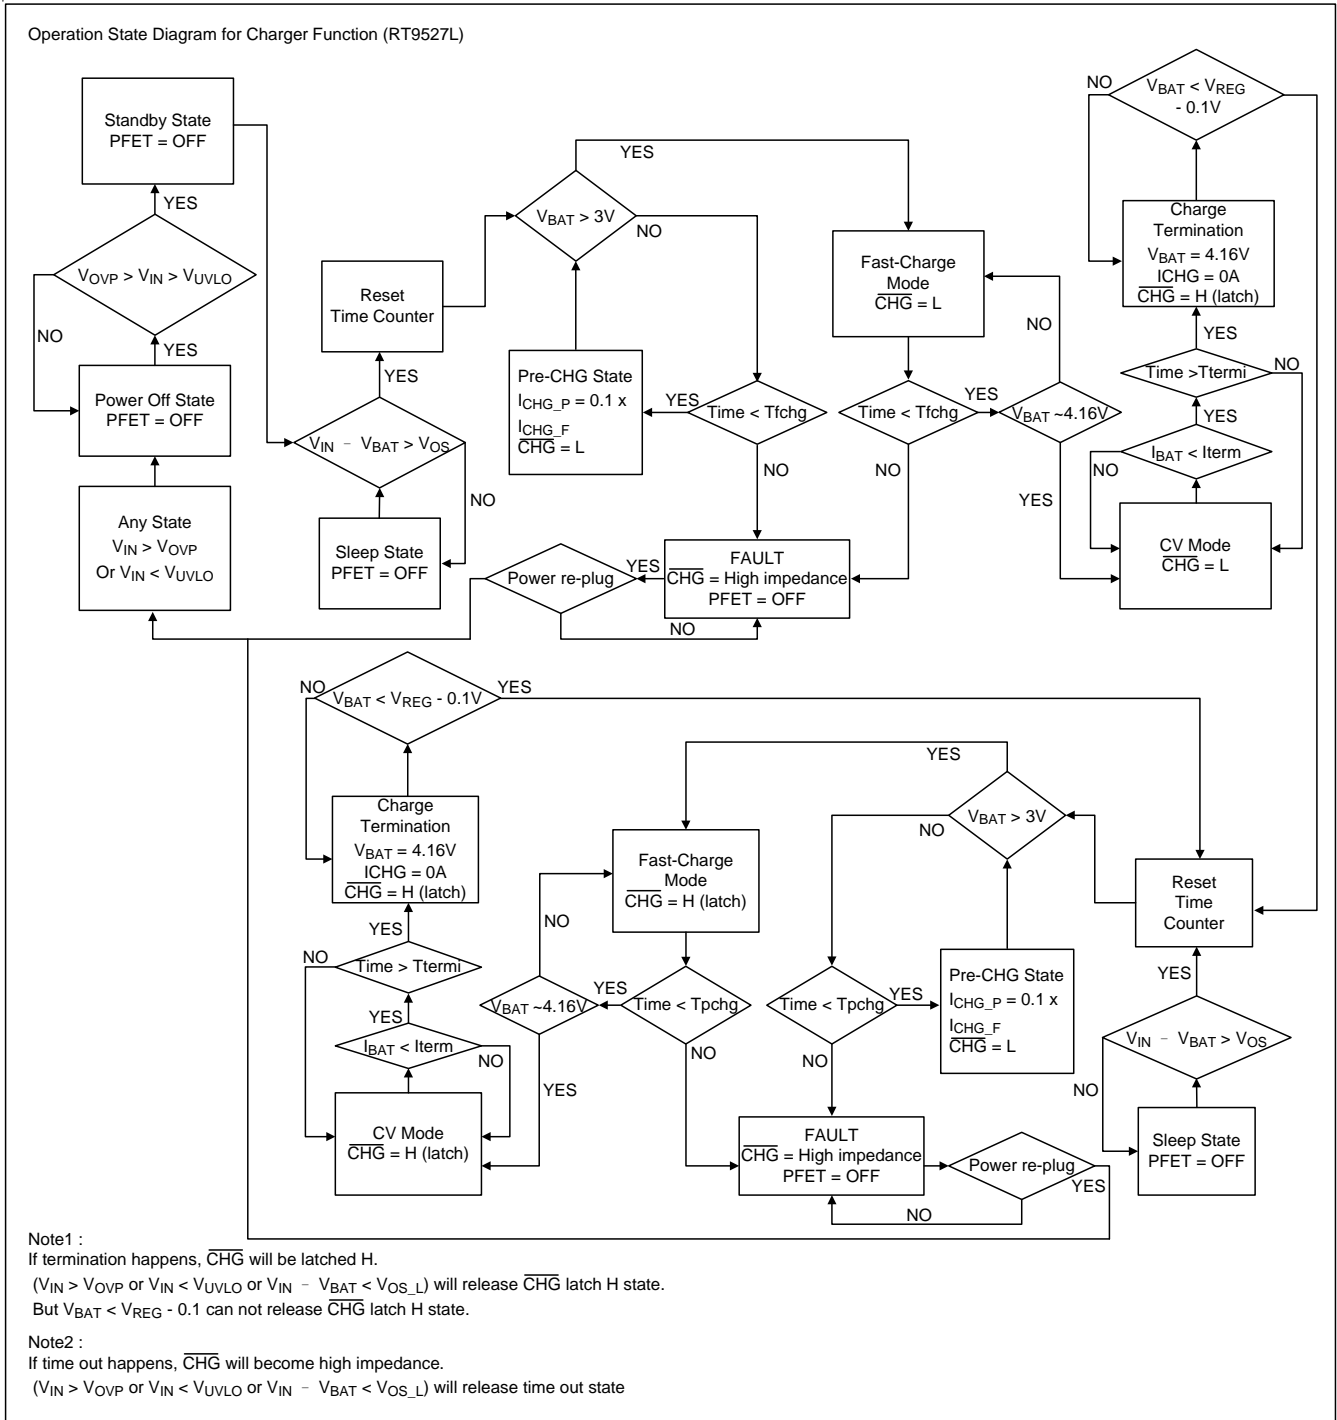 Operation State Diagram for Charger Function (RT9527L)
Standby State
PFET = OFF
YES
VOVP > VIN > VUVLO
NO
YES
Power Off State
PFET = OFF
Any State
VIN > VOVP
Or VIN < VUVLO
Reset
Time Counter
YES
VIN - VBAT > VOS
NO
Sleep State
PFET = OFF
YES
VBAT > 3V
NO
Pre-CHG State
ICHG_P = 0.1 x
ICHG_F
CHG = L
YES
Time < Tfchg
NO
FAULT
CHG = High impedance
PFET = OFF
YES
Power re-plug
NO
Fast-Charge
Mode
CHG = L
NO
Time < Tfchg
YES
VBAT ~4.16V
NO
YES
NO
VBAT < VREG
- 0.1V
Charge
Termination
VBAT = 4.16V
ICHG = 0A
CHG = H (latch)
YES
Time >Ttermi
NO
YES
IBAT < Iterm
NO
CV Mode
CHG = L
NO
VBAT < VREG - 0.1V
YES
Charge
Termination
VBAT = 4.16V
ICHG = 0A
CHG = H (latch)
YES
NO
Time > Ttermi
YES
IBAT < Iterm
NO
CV Mode
CHG = H (latch)
YES
Fast-Charge
Mode
CHG = H (latch)
NO
VBAT ~4.16V
YES
Time < Tpchg
NO
YES
VBAT > 3V
NO
Time < Tpchg
YES
NO
Pre-CHG State
ICHG_P = 0.1 x
ICHG_F
CHG = L
Reset
Time
Counter
YES
VIN - VBAT > VOS
NO
Sleep State
PFET = OFF
FAULT
CHG = High impedance
PFET = OFF
Power re-plug
YES
NO
Note1 :
If termination happens, CHG will be latched H.
(VIN > VOVP or VIN < VUVLO or VIN - VBAT < VOS_L) will release CHG latch H state.
But VBAT < VREG - 0.1 can not release CHG latch H state.
Note2 :
If time out happens, CHG will become high impedance.
(VIN > VOVP or VIN < VUVLO or VIN - VBAT < VOS_L) will release time out state